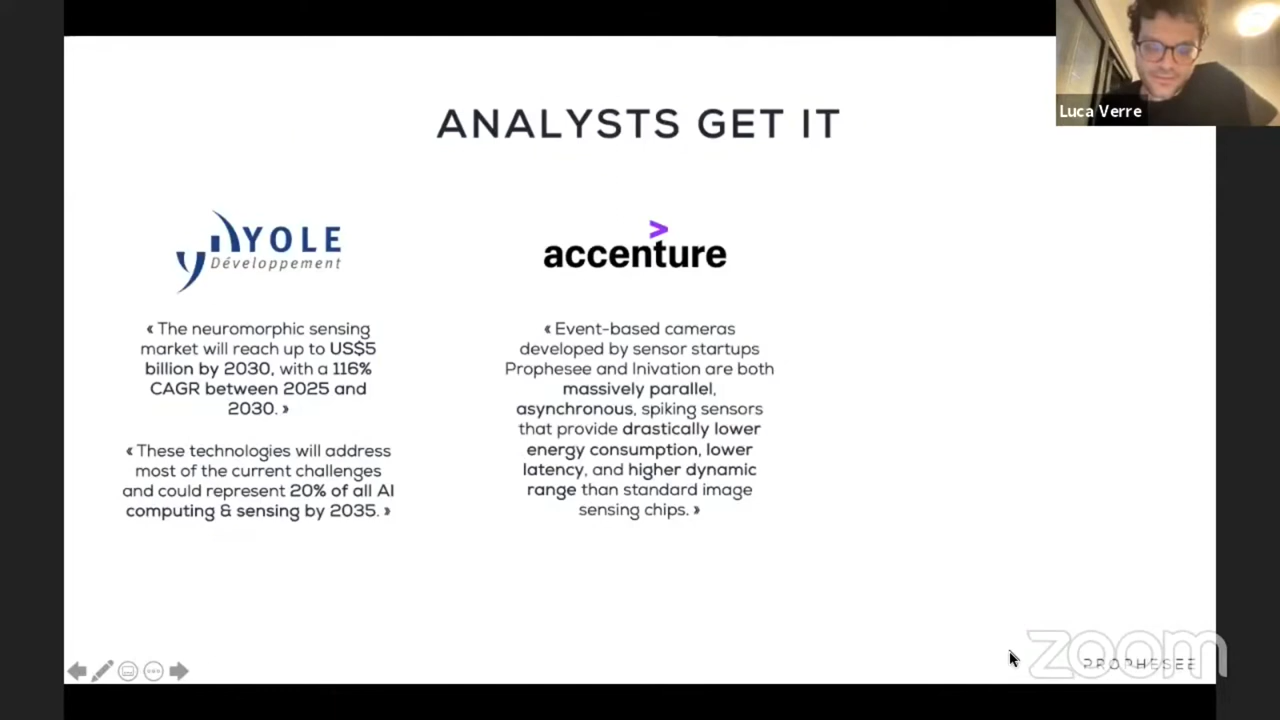 Luca Verre
ANALYSTS GET IT
YOLE
Développement
« The neuromorphic sensing
market will reach up to US$5
billion by 2030, with a 116%
CAGR between 2025 and
2030. »
« These technologies will address
most of the current challenges
and could represent 20% of all AI
computing & sensing by 2035. »
>
accenture
« Event-based cameras
developed by sensor startups
Prophesee and Inivation are both
massively parallel,
asynchronous, spiking sensors
that provide drastically lower
energy consumption, lower
latency, and higher dynamic
range than standard image
sensing chips. »
zoom
PROPHESEE